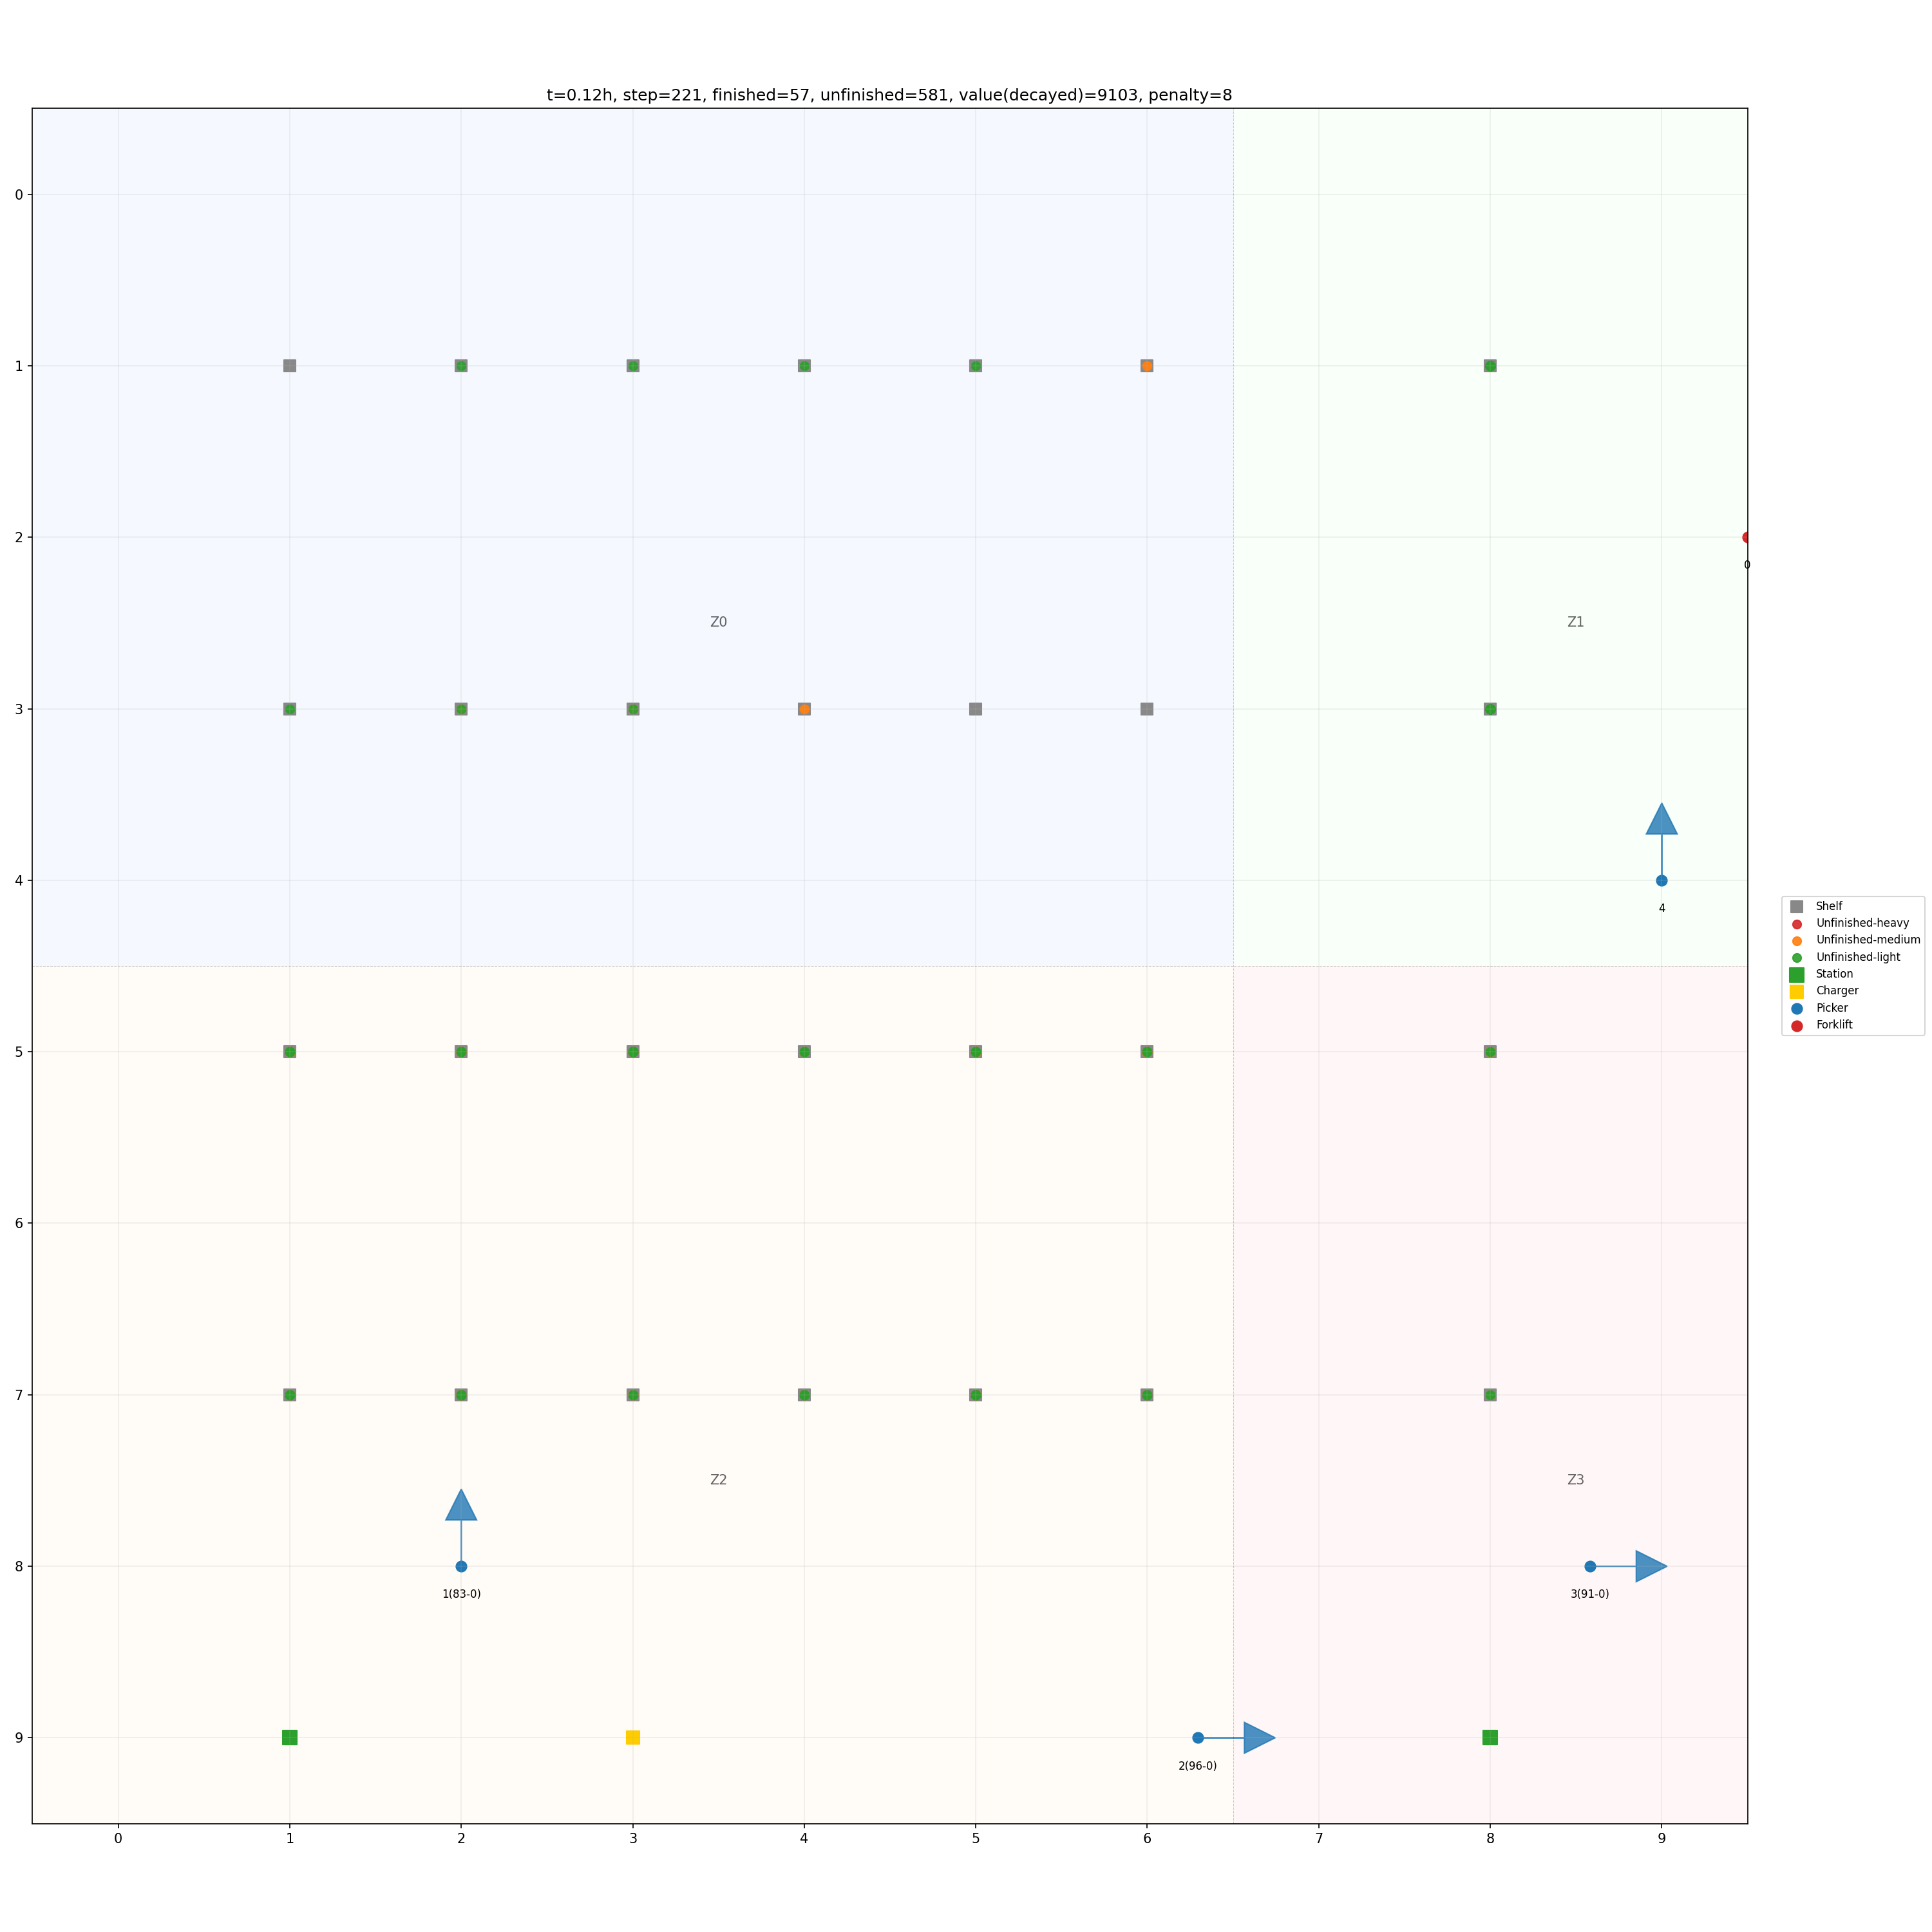 t=0.12h, step=221, finished=57, unfinished=581, value(decayed)=9103, penalty=8
0
1
2
0
Z0
Z1
3
4
4
Shelf
Unfinished-heavy
Unfinished-medium
Unfinished-light
Station
Charger
Picker
Forklift
5
6
7
Z2
Z3
8
1(83-0)
3(91-0)
9
2(96-0)
0 1 2 3 4 5 6 7 8 9